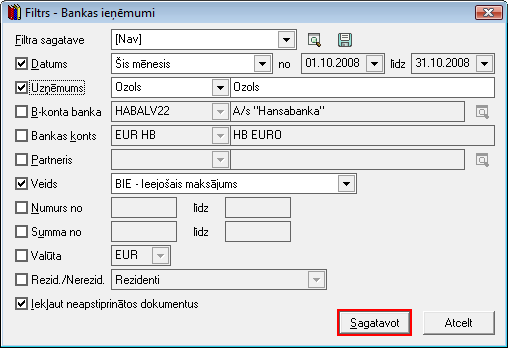 Filtrs - Bankas ieņēmumi
Filtra sagatave [Nav]
Datums Šis mēnesis no 01.10.2008 līdz 31.10.2008
Uzņēmums Ozols Ozols
B-konta banka HABALV22 A/s "Hansabanka"
Bankas konts EUR HB HB EURO
Partneris
Veids BIE - Ieejošais maksājums
Numurs no līdz
Summa no līdz
Valūta EUR
Rezid./Nerezid. Rezidenti
Iekļaut neapstiprinātos dokumentus
Sagatavot Atcelt